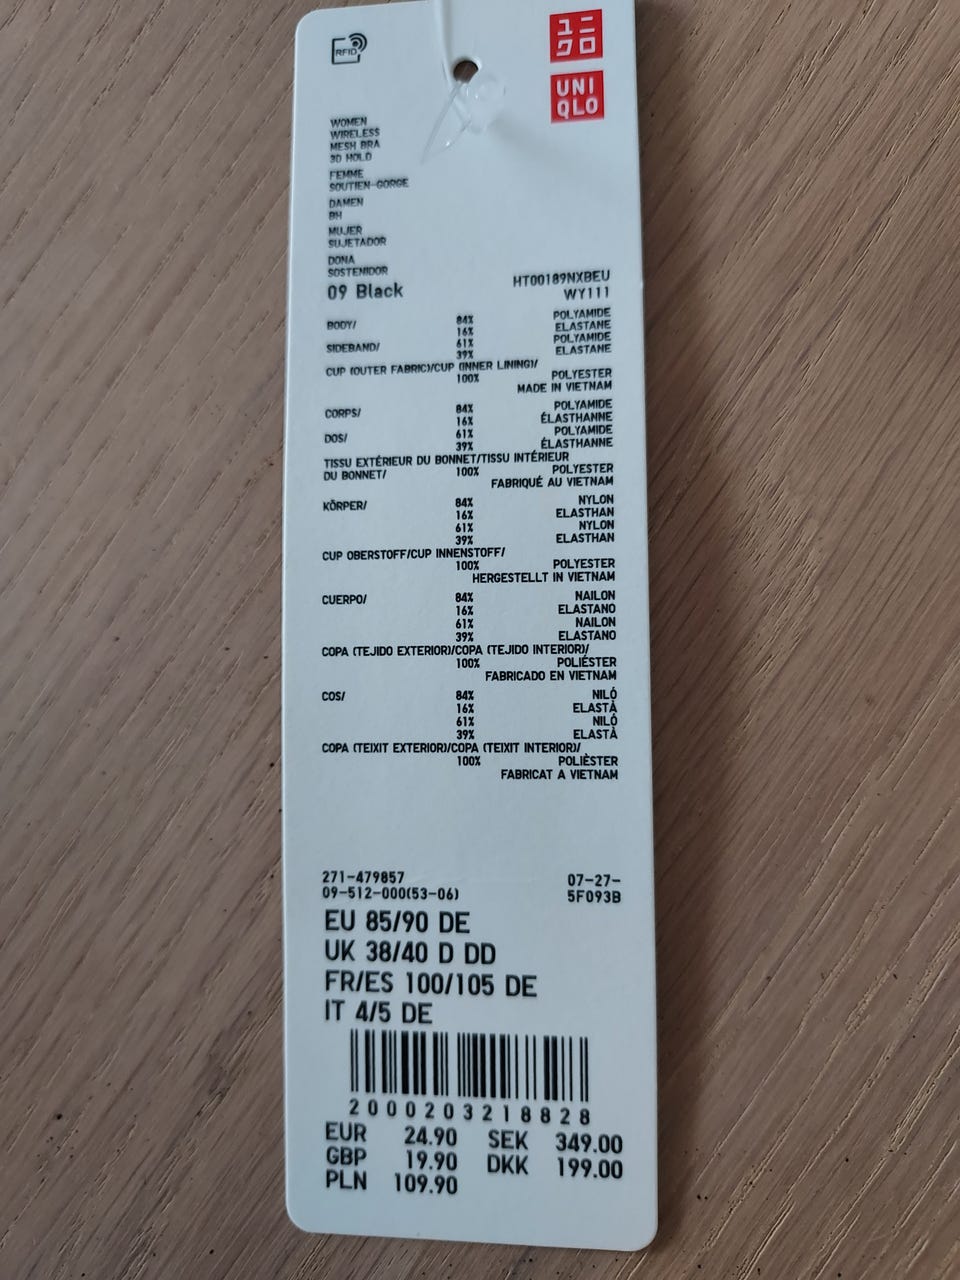 RFID
ユニ
クロ
UNI
QLO
WOMEN
WIRELESS
MESH BRA
3D HOLD
FEMME
SOUTIEN-GORGE
DAMEN
BH
MUJER
SUJETADOR
DONA
SOSTENIDOR
09 Black HT00189NXBEU
WY111
BODY/ 84% POLYAMIDE
16% ELASTANE
SIDEBAND/ 61% POLYAMIDE
39% ELASTANE
CUP (OUTER FABRIC)/CUP (INNER LINING)/
100% POLYESTER
MADE IN VIETNAM
CORPS/ 84% POLYAMIDE
16% ÉLASTHANNE
DOS/ 61% POLYAMIDE
39% ÉLASTHANNE
TISSU EXTÉRIEUR DU BONNET/TISSU INTÉRIEUR
DU BONNET/ 100% POLYESTER
FABRIQUÉ AU VIETNAM
KÖRPER/ 84% NYLON
16% ELASTHAN
61% NYLON
39% ELASTHAN
CUP OBERSTOFF/CUP INNENSTOFF/
100% POLYESTER
HERGESTELLT IN VIETNAM
CUERPO/ 84% NAILON
16% ELASTANO
61% NAILON
39% ELASTANO
COPA (TEJIDO EXTERIOR)/COPA (TEJIDO INTERIOR)/
100% POLIÉSTER
FABRICADO EN VIETNAM
COS/ 84% NILÓ
16% ELASTÀ
61% NILÓ
39% ELASTÀ
COPA (TEIXIT EXTERIOR)/COPA (TEIXIT INTERIOR)/
100% POLIÈSTER
FABRICAT A VIETNAM
271-479857 07-27-
09-512-000(53-06) 5F093B
EU 85/90 DE
UK 38/40 D DD
FR/ES 100/105 DE
IT 4/5 DE
2000203218828
EUR 24.90 SEK 349.00
GBP 19.90 DKK 199.00
PLN 109.90